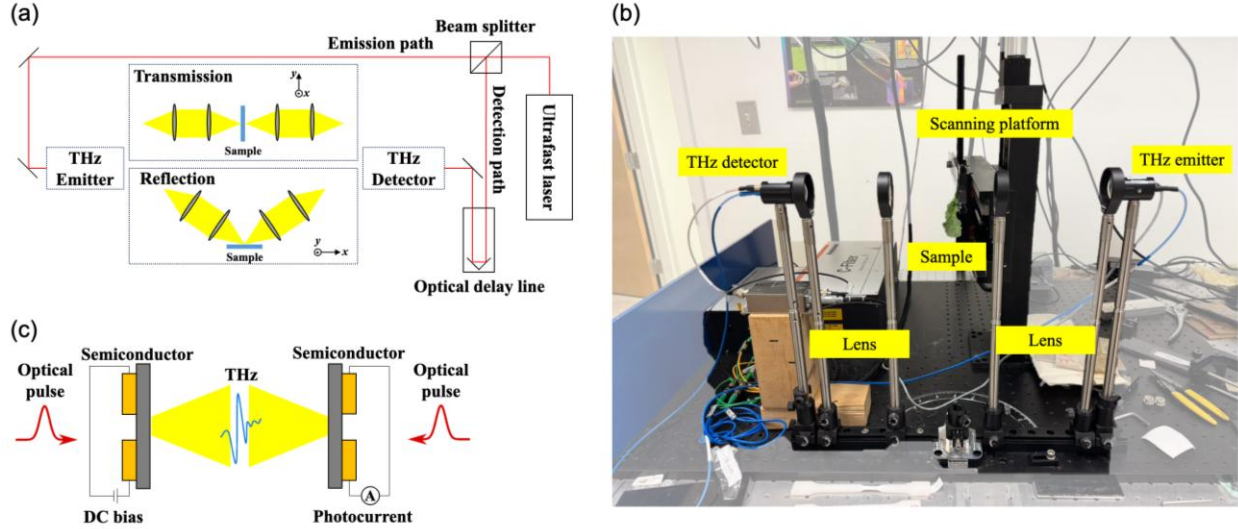 (a)
Beam splitter
Emission path
Transmission
y
x
Sample
Detection path
Ultrafast laser
THz
Emitter
THz
Detector
Reflection
y
x
Sample
Optical delay line
(b)
Scanning platform
THz detector
THz emitter
C-Fiber
Sample
Lens
Lens
(c)
Semiconductor
Semiconductor
Optical
pulse
THz
Optical
pulse
A
DC bias
Photocurrent